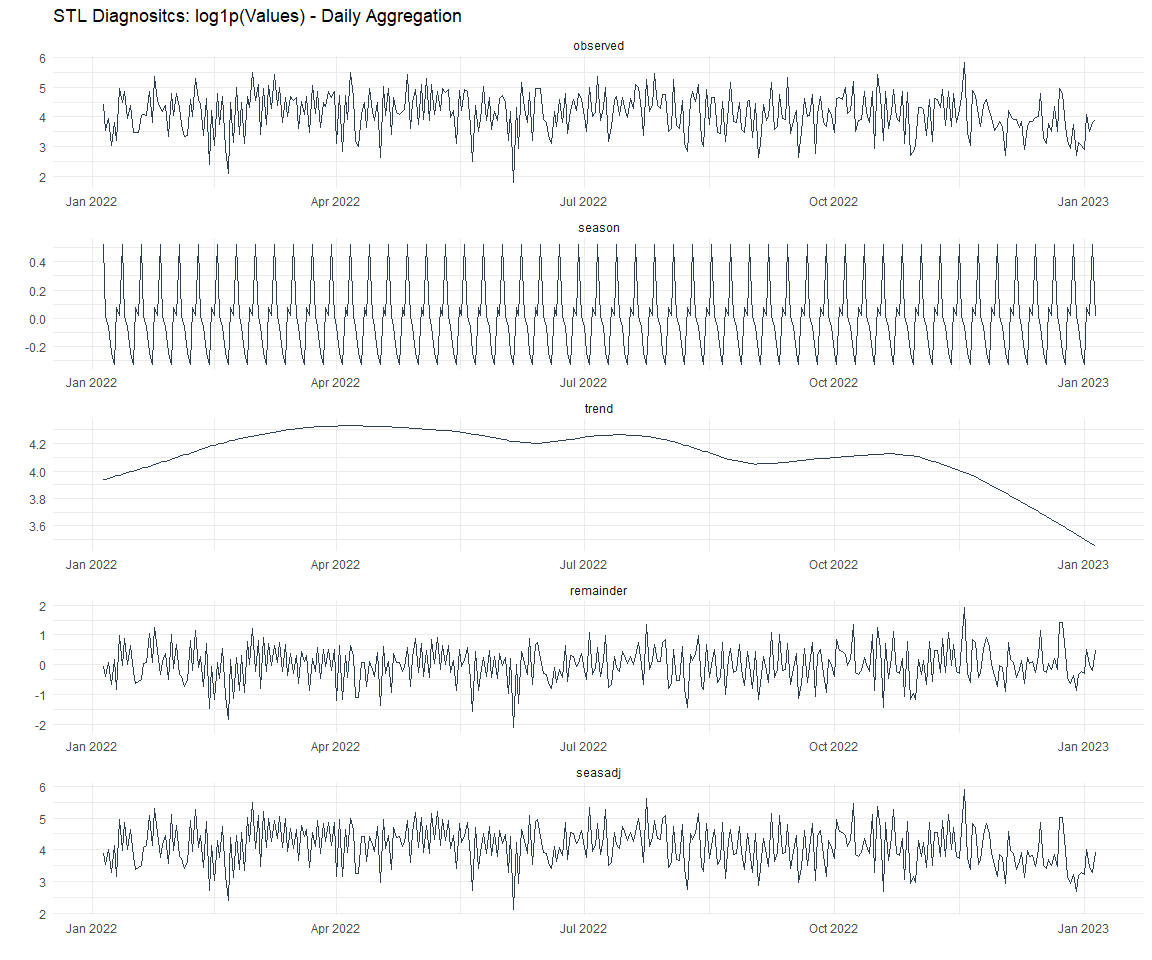 STL Diagnositcs: log1p(Values) - Daily Aggregation
observed
6
5
4
3
2
Jan 2022 Apr 2022 Jul 2022 Oct 2022 Jan 2023
season
0.4
0.2
0.0
-0.2
Jan 2022 Apr 2022 Jul 2022 Oct 2022 Jan 2023
trend
4.2
4.0
3.8
3.6
Jan 2022 Apr 2022 Jul 2022 Oct 2022 Jan 2023
remainder
2
1
0
-1
-2
Jan 2022 Apr 2022 Jul 2022 Oct 2022 Jan 2023
seasadj
6
5
4
3
2
Jan 2022 Apr 2022 Jul 2022 Oct 2022 Jan 2023